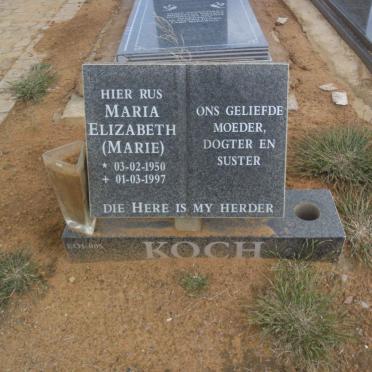 HIER RUS
MARIA
ELIZABETH
(MARIE)
* 03-02-1950
+ 01-03-1997
ONS GELIEFDE
MOEDER,
DOGTER EN
SUSTER
DIE HERE IS MY HERDER
KOCH